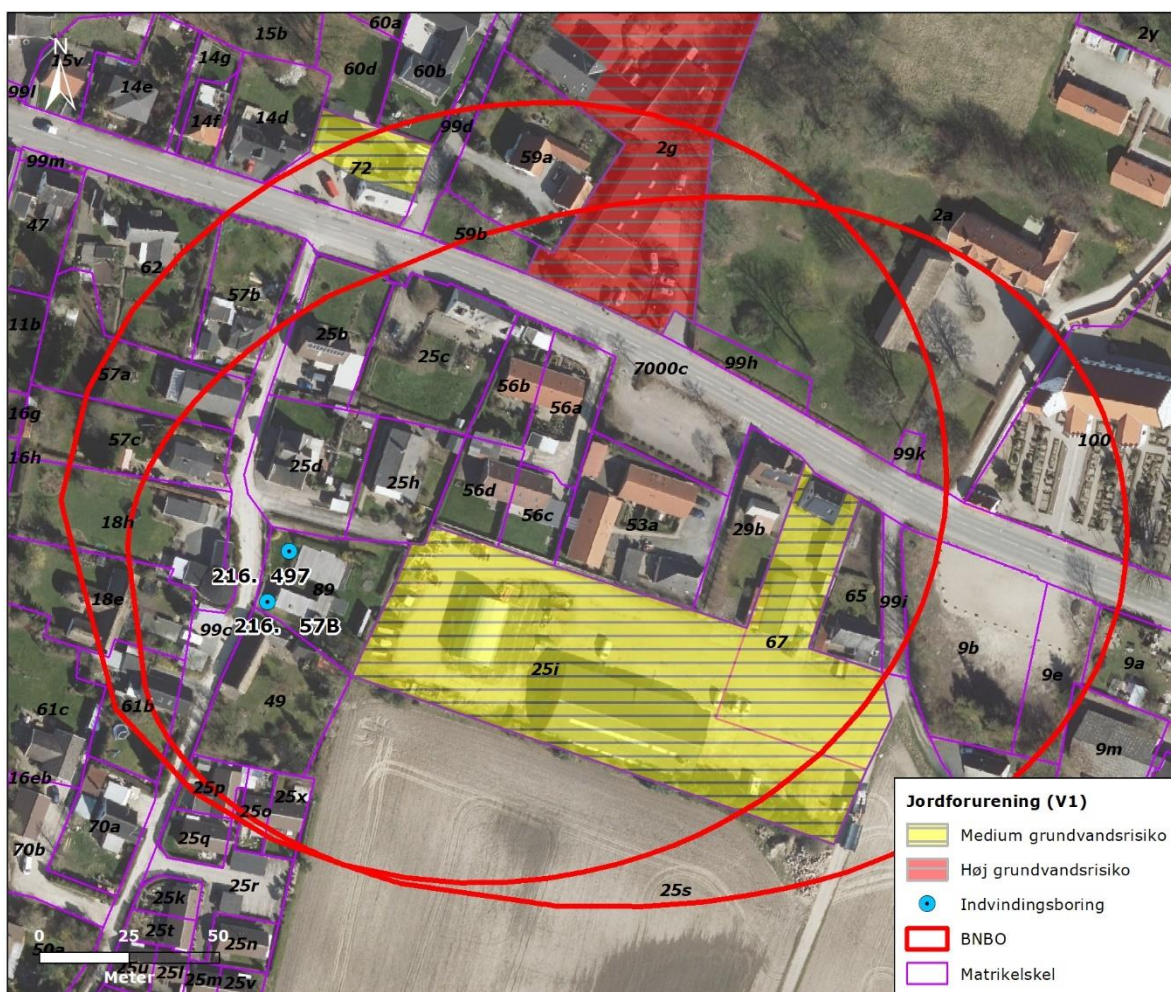 15b
60a
2y
N
15v
14g
60d
60b
14e
99l
14f
14d
99d
72
59a
2g
99m
47
59b
2a
62
57b
11b
25b
25c
7000c
99h
57a
56b
56a
16g
57c
100
16h
99k
25d
25h
56d
18h
56c
53a
29b
216. 497
89
65
18e
99i
216. 57B
99c
67
9b
25i
9e
9a
49
61c
61b
9m
16eb
25p
25x
25o
70a
25q
70b
25r
25s
25k
25t
25n
50a
25u
25l
25m
25v
0 25 50
Meter
Jordforurening (V1)
Medium grundvandsrisiko
Høj grundvandsrisiko
Indvindingsboring
BNBO
Matrikelskel